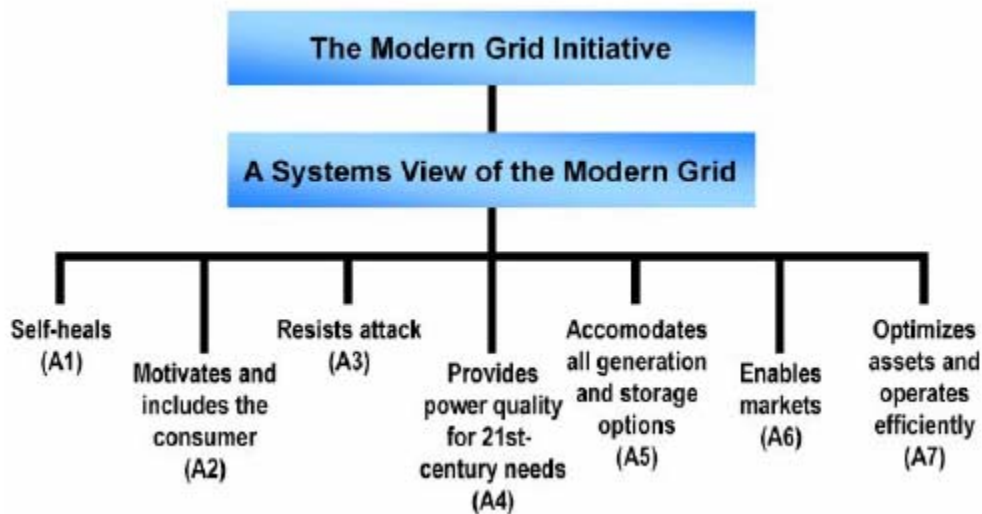 The Modern Grid Initiative
A Systems View of the Modern Grid
Self-heals
(A1)
Motivates and
includes the
consumer
(A2)
Resists attack
(A3)
Provides
power quality
for 21st-
century needs
(A4)
Accomodates
all generation
and storage
options
(A5)
Enables
markets
(A6)
Optimizes
assets and
operates
efficiently
(A7)